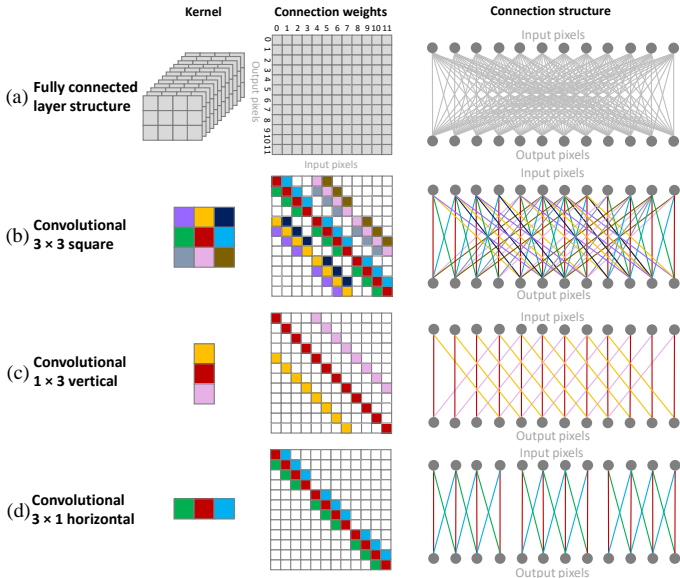 Kernel
Connection weights
Connection structure
0 1 2 3 4 5 6 7 8 9 10 11
Input pixels
0
1
2
3
4
5
6
7
8
9
10
11
Output pixels
(a) Fully connected
layer structure
Output pixels
Input pixels
Input pixels
(b) Convolutional
3 × 3 square
Output pixels
Input pixels
(c) Convolutional
1 × 3 vertical
Output pixels
Input pixels
(d) Convolutional
3 × 1 horizontal
Output pixels